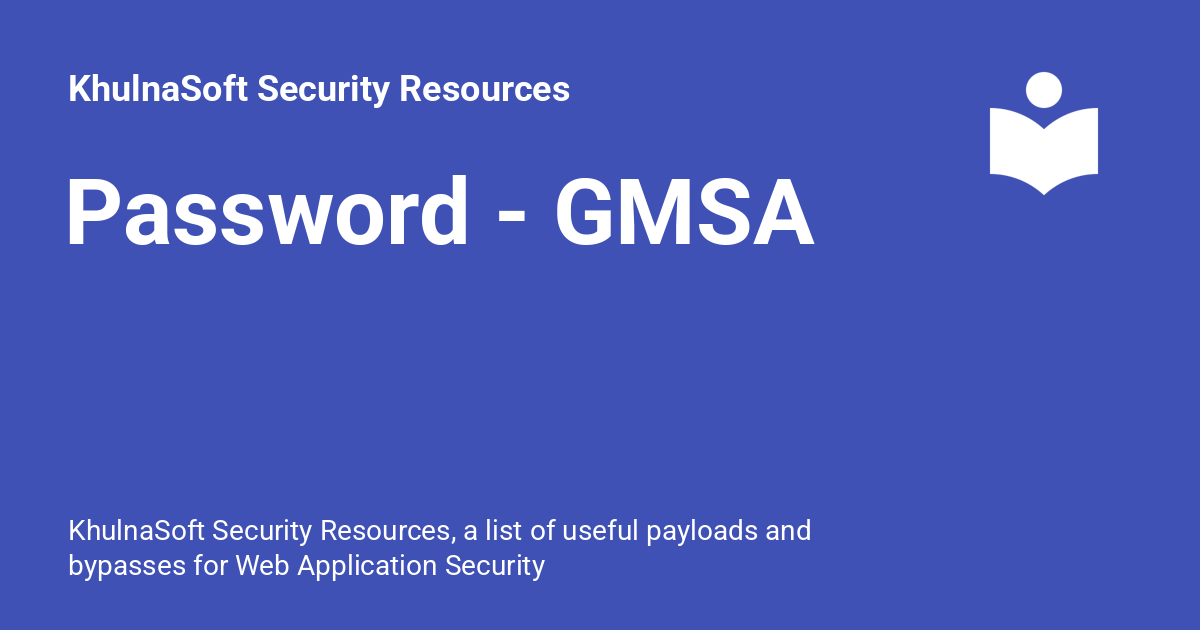 KhulnaSoft Security Resources
Password - GMSA
KhulnaSoft Security Resources, a list of useful payloads and
bypasses for Web Application Security